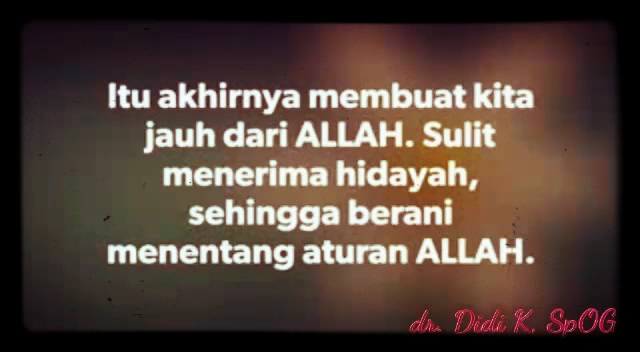 Itu akhirnya membuat kita
jauh dari ALLAH. Sulit
menerima hidayah,
sehingga berani
menentang aturan ALLAH.
dr. Didi K, SpOG